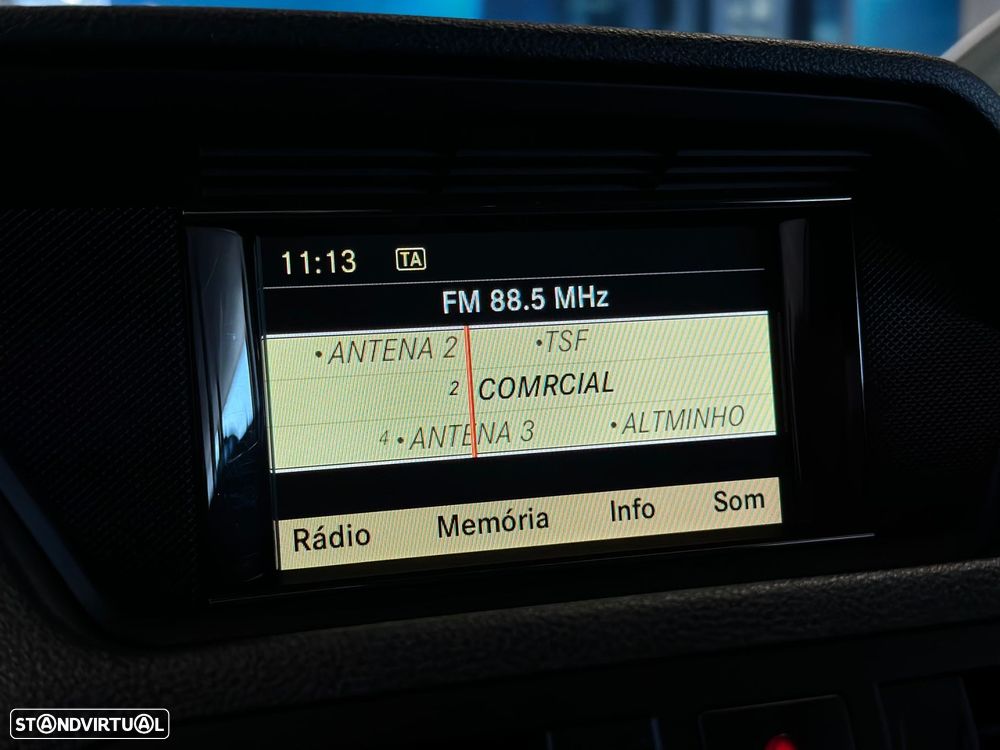 11:13 TA
FM 88.5 MHz
•ANTENA 2 •TSF
2 COMRCIAL
4 •ANTENA 3 •ALTMINHO
Rádio Memória Info Som
STANDVIRTUAL